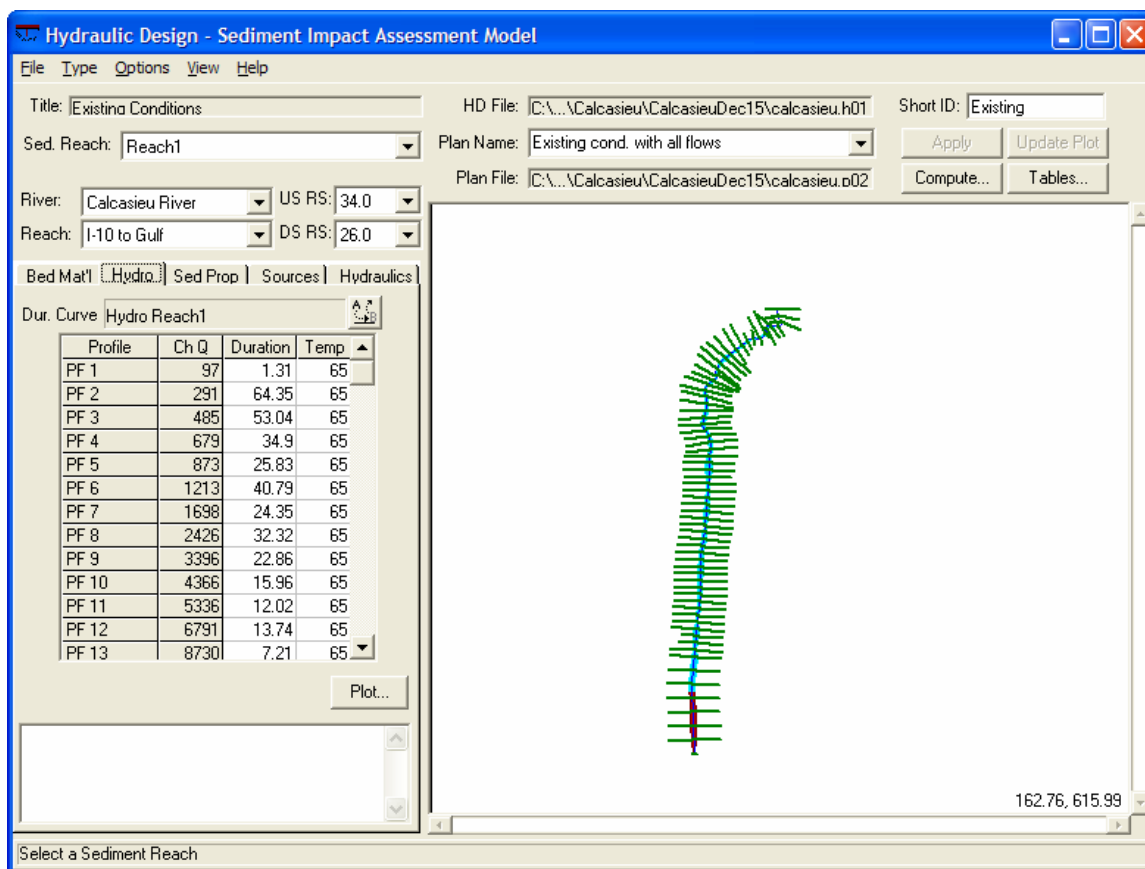 Hydraulic Design - Sediment Impact Assessment Model
File Type Options View Help
Title: Existing Conditions HD File: C:\...\Calcasieu\CalcasieuDec15\calcasieu.h01 Short ID: Existing
Sed. Reach: Reach1 Plan Name: Existing cond. with all flows Apply Update Plot
Plan File: C:\...\Calcasieu\CalcasieuDec15\calcasieu.p02 Compute... Tables...
River: Calcasieu River US RS: 34.0
Reach: I-10 to Gulf DS RS: 26.0
Bed Mat'l Hydro Sed Prop Sources Hydraulics
Dur. Curve Hydro Reach1 A B
Profile Ch Q Duration Temp
PF 1 97 1.31 65
PF 2 291 64.35 65
PF 3 485 53.04 65
PF 4 679 34.9 65
PF 5 873 25.83 65
PF 6 1213 40.79 65
PF 7 1698 24.35 65
PF 8 2426 32.32 65
PF 9 3396 22.86 65
PF 10 4366 15.96 65
PF 11 5336 12.02 65
PF 12 6791 13.74 65
PF 13 8730 7.21 65
Plot...
162.76, 615.99
Select a Sediment Reach